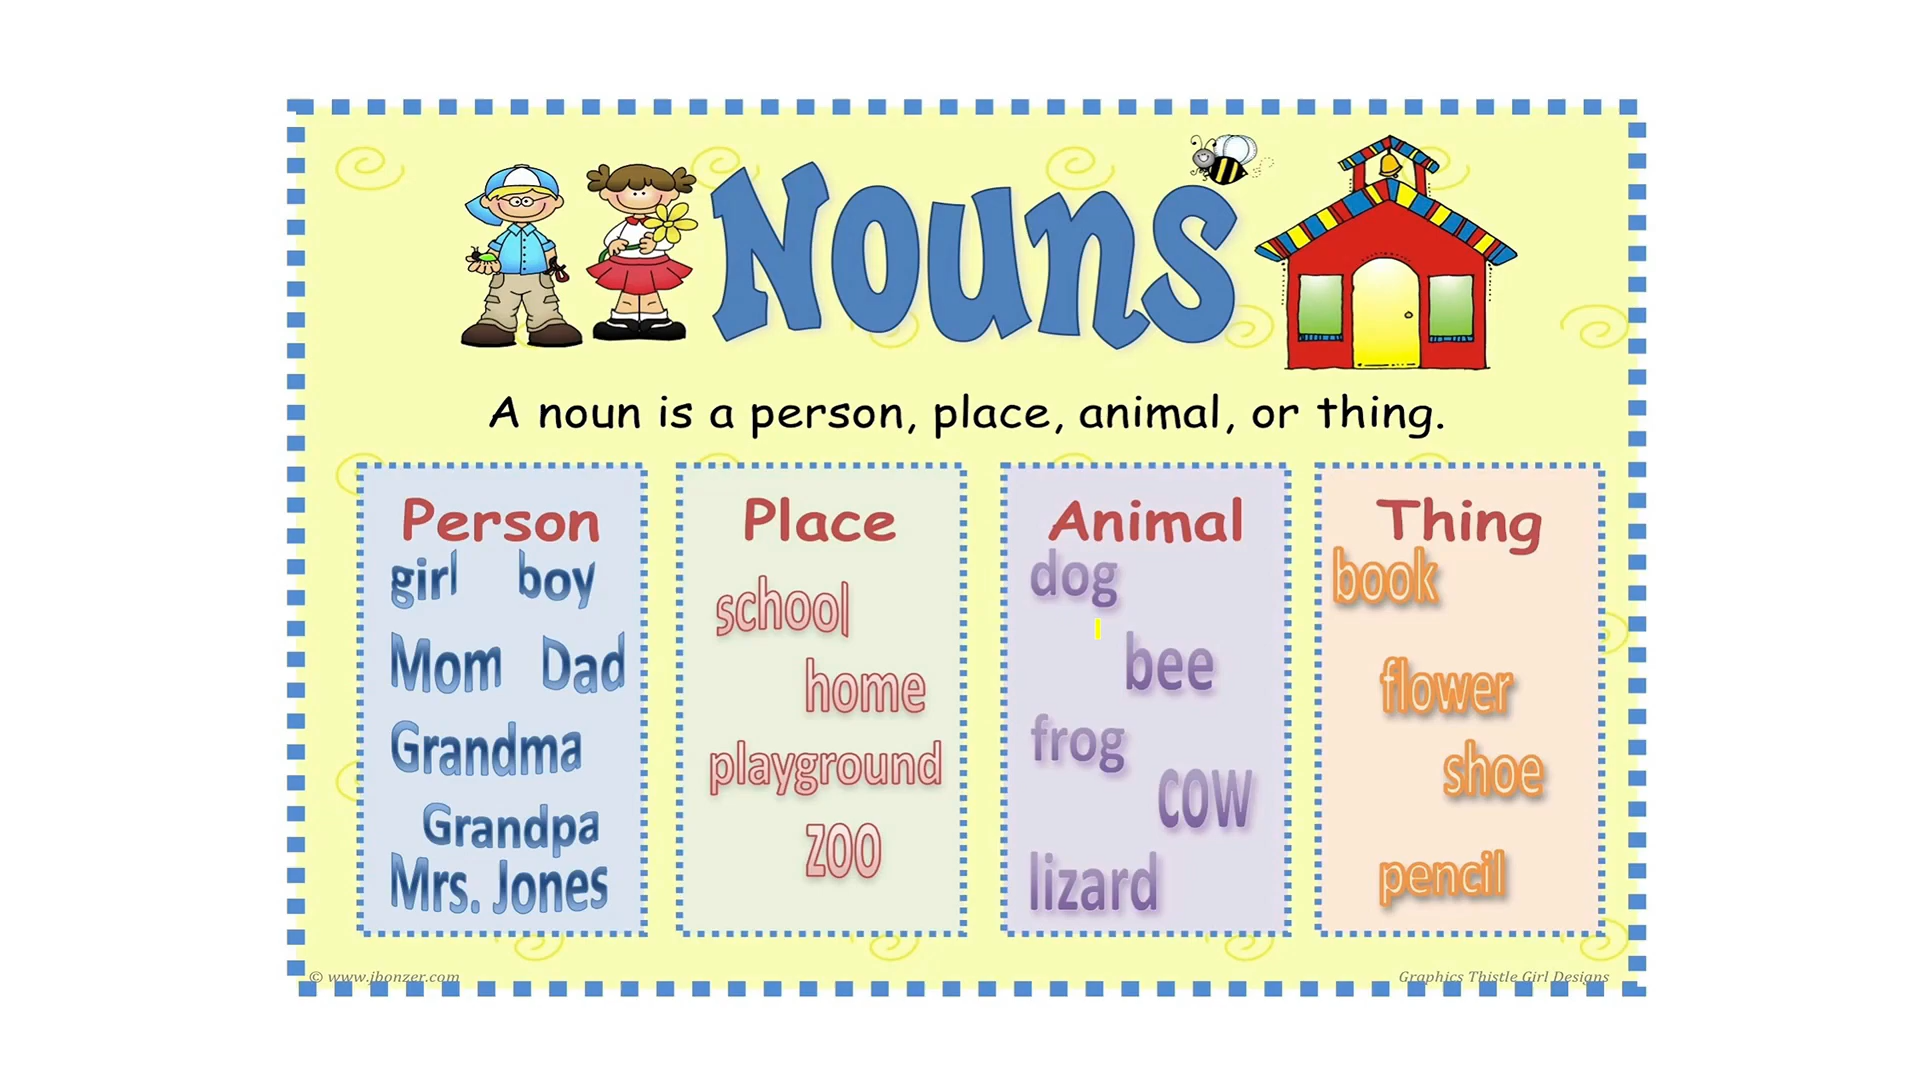 Nouns
A noun is a person, place, animal, or thing.
Person
girl boy
Mom Dad
Grandma
Grandpa
Mrs. Jones
Place
school
home
playground
zoo
Animal
dog
bee
frog
cow
lizard
Thing
book
flower
shoe
pencil
© www.jbonzer.com
Graphics Thistle Girl Designs